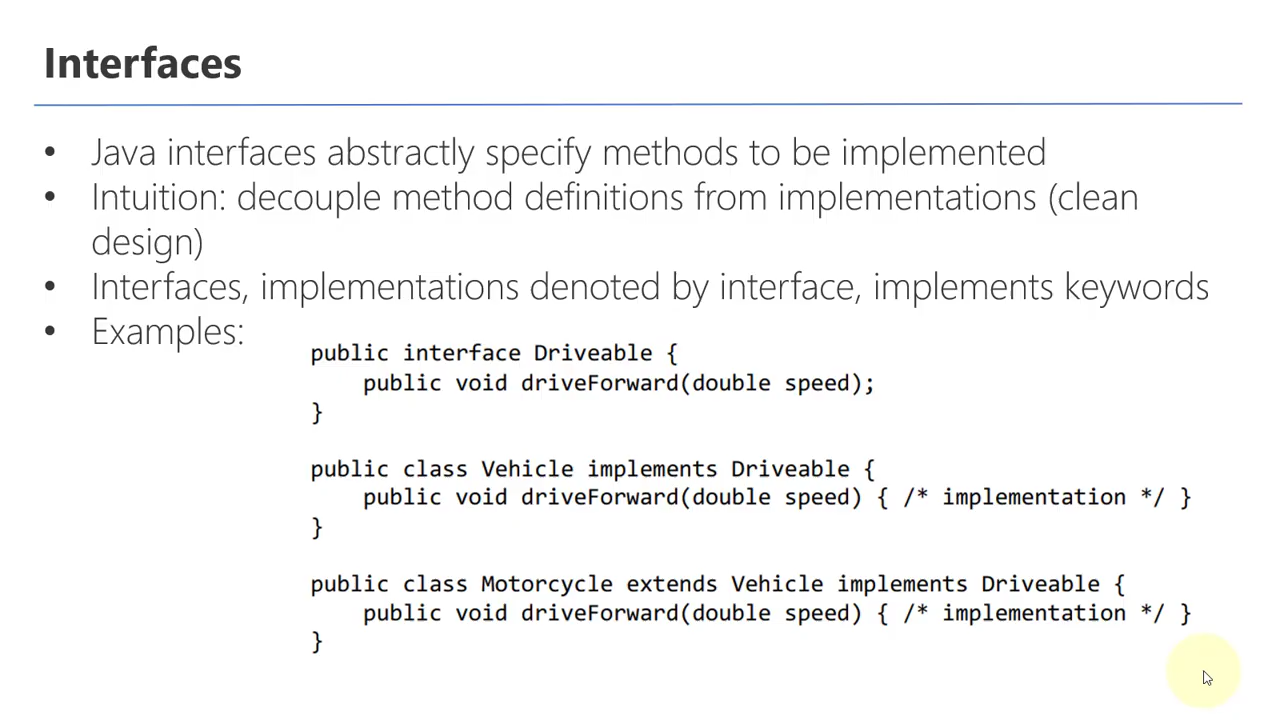 Interfaces
• Java interfaces abstractly specify methods to be implemented
• Intuition: decouple method definitions from implementations (clean
design)
• Interfaces, implementations denoted by interface, implements keywords
• Examples:
public interface Driveable {
    public void driveForward(double speed);
}
public class Vehicle implements Driveable {
    public void driveForward(double speed) { /* implementation */ }
}
public class Motorcycle extends Vehicle implements Driveable {
    public void driveForward(double speed) { /* implementation */ }
}